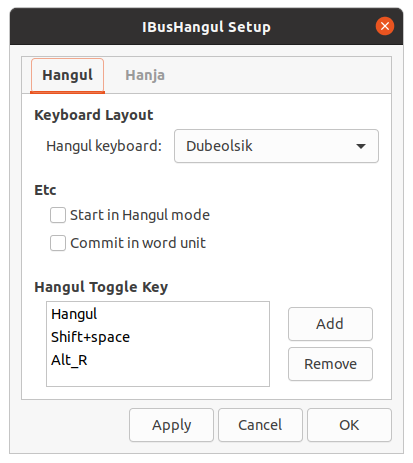 IBusHangul Setup
Hangul Hanja
Keyboard Layout
Hangul keyboard: Dubeolsik
Etc
Start in Hangul mode
Commit in word unit
Hangul Toggle Key
Hangul
Shift+space
Alt_R
Add
Remove
Apply Cancel OK